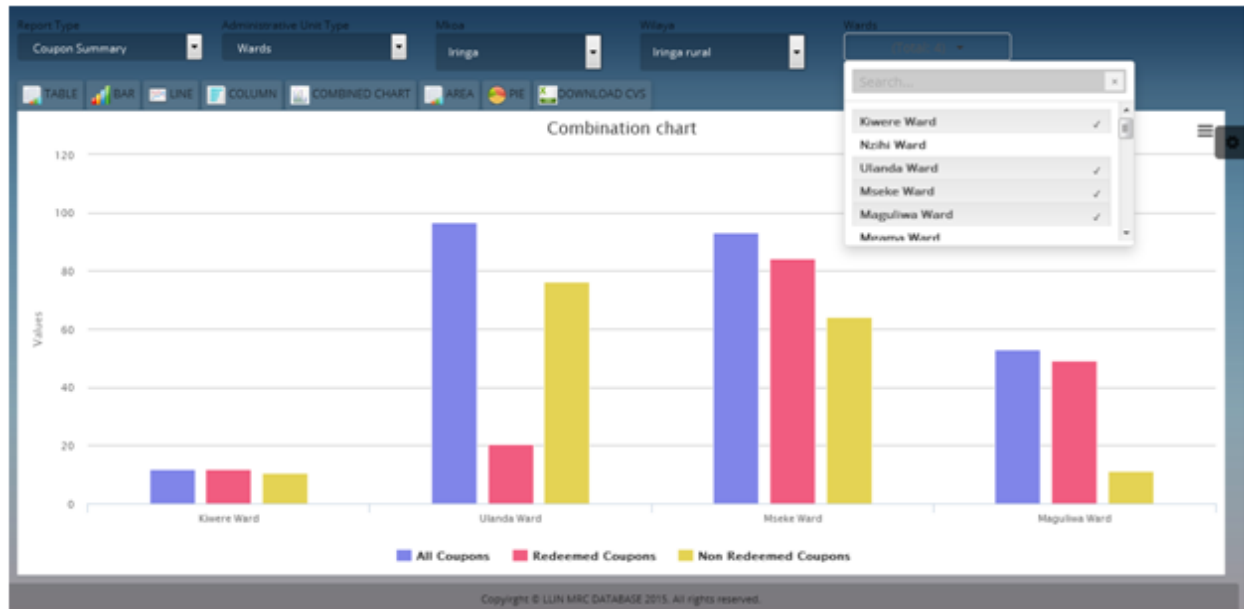 Report Type Administrative Unit Type Mkoa Wilaya Wards
Coupon Summary Wards Iringa Iringa rural
TABLE BAR LINE COLUMN COMBINED CHART AREA PIE DOWNLOAD CVS
Search...
Kiwere Ward
Nzihi Ward
Ulanda Ward
Mseke Ward
Maguliwa Ward
Combination chart
120
100
80
60
40
20
0
Values
Kiwere Ward Ulanda Ward Mseke Ward Maguliwa Ward
All Coupons Redeemed Coupons Non Redeemed Coupons
Copyright © LLIN MRC DATABASE 2015. All rights reserved.